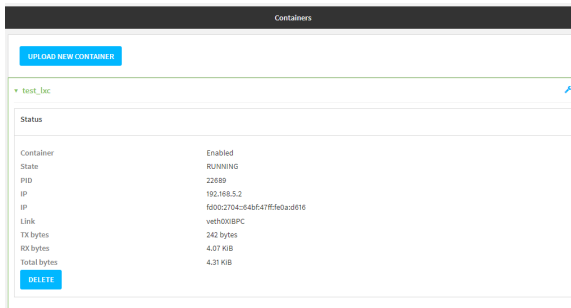 Containers
UPLOAD NEW CONTAINER
test_lxc
Status
Container Enabled
State RUNNING
PID 22689
IP 192.168.5.2
IP fd00:2704::64bf:47ff:fe0a:d616
Link veth0XIBPC
TX bytes 242 bytes
RX bytes 4.07 KiB
Total bytes 4.31 KiB
DELETE